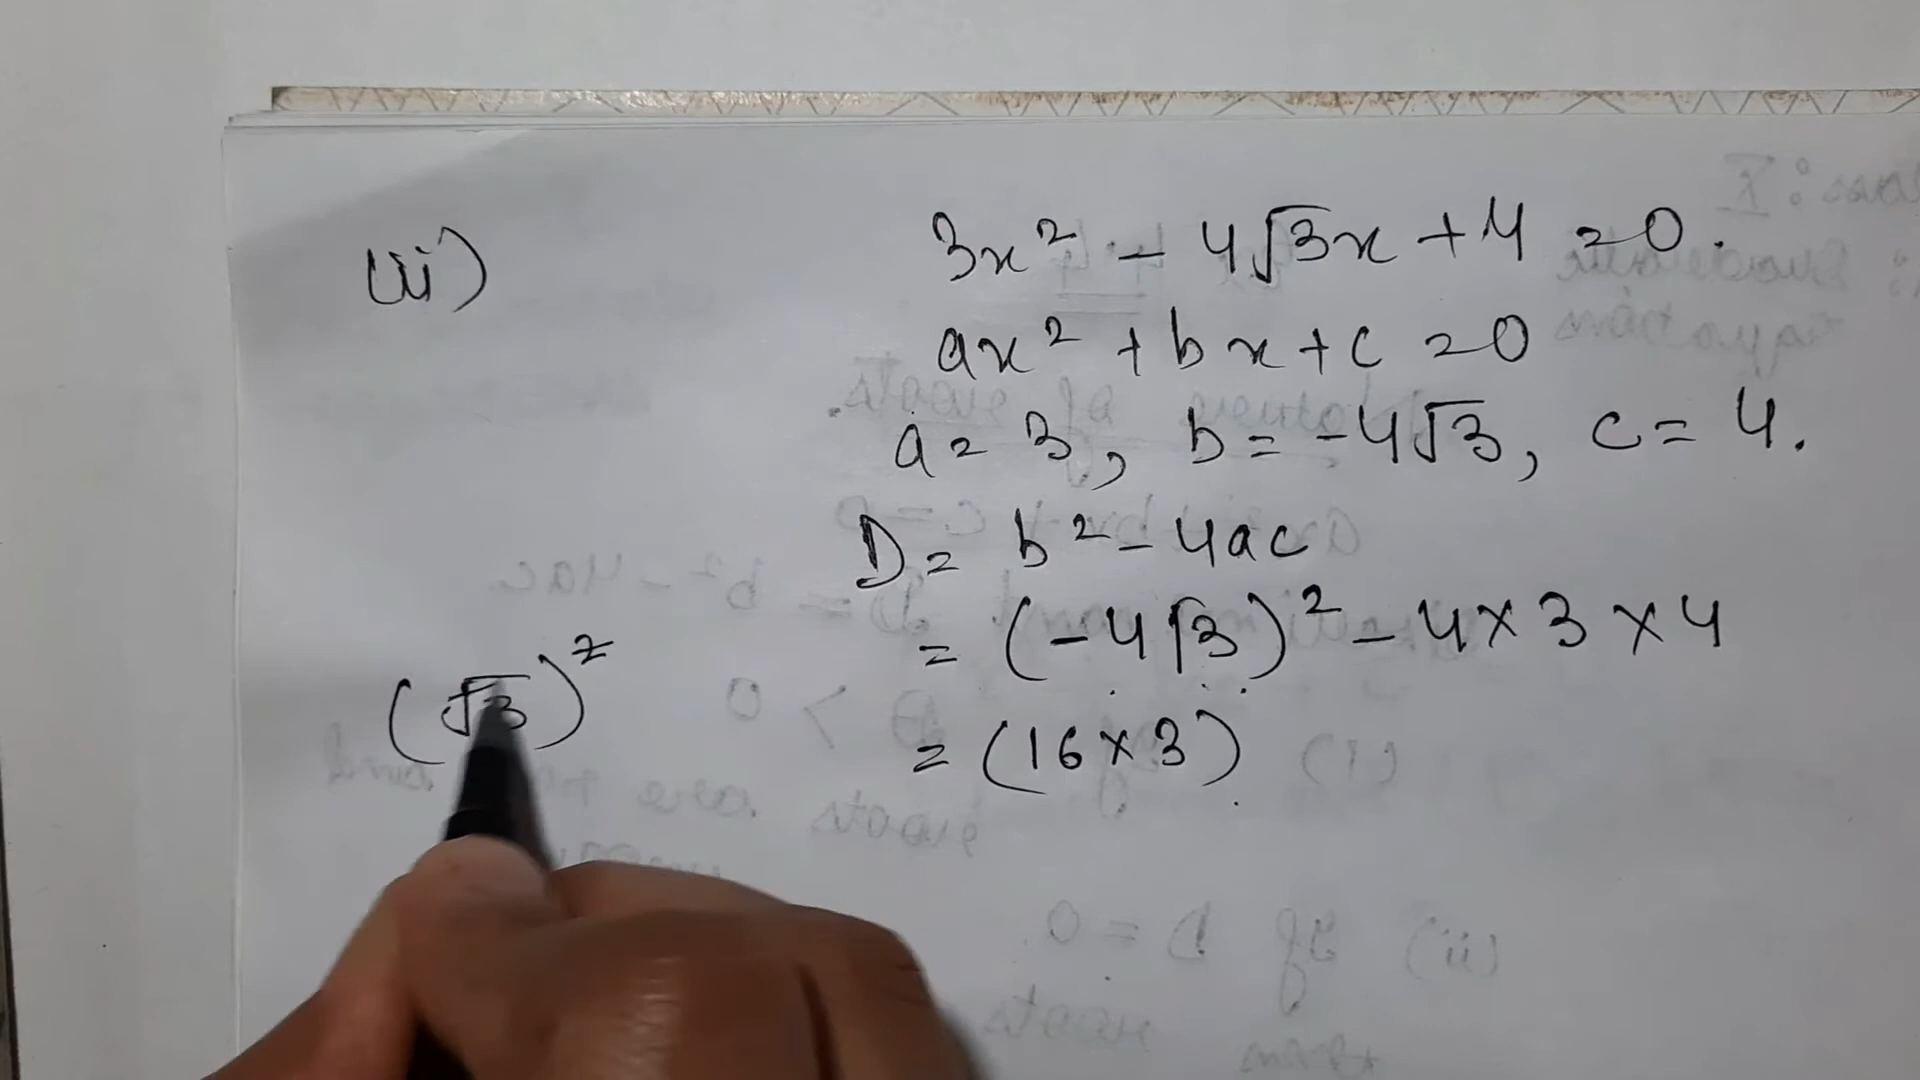 (ii) 3x² - 4√3x + 4 = 0.
ax² + bx + c = 0
a = 3, b = -4√3, c = 4.
D = b² - 4ac
= (-4√3)² - 4×3×4
(√3)²
= (16×3)